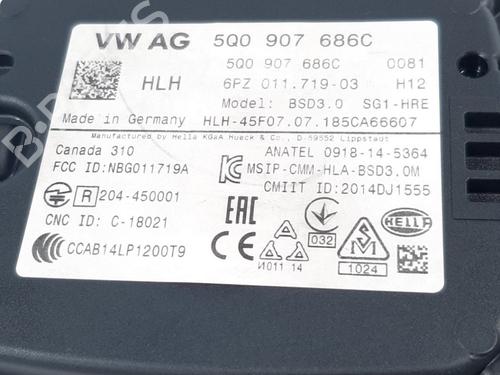 VW AG 5Q0 907 686C
5Q0 907 686C 0081
HLH 6PZ 011.719-03 H12
Model: BSD3.0 SG1-HRE
Made in Germany HLH-45F07.07.185CA66607
Manufactured by Hella KGaA Hueck & Co., D-59552 Lippstadt
Canada 310 ANATEL 0918-14-5364
FCC ID:NBG011719A MSIP-CMM-HLA-BSD3.0M
R 204-450001 CMIIT ID:2014DJ1555
CNC ID: C-18021 EAC
032 HELLA
CCAB14LP1200T9 CE
И011 14 1024